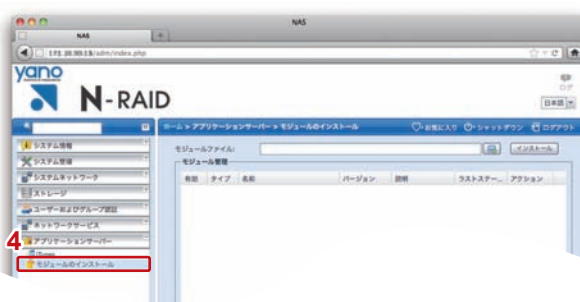 NAS
NAS
172.20.90.15/adm/index.php
yano
N-RAID
ログ
日本語
ホーム > アプリケーションサーバー > モジュールのインストール
お気に入り シャットダウン ログアウト
システム情報
システム管理
システムネットワーク
ストレージ
ユーザーおよびグループ認証
ネットワークサービス
アプリケーションサーバー
iTunes
モジュールのインストール
4
モジュールファイル: インストール
モジュール管理
有効 タイプ 名前 バージョン 説明 ラストステー... アクション